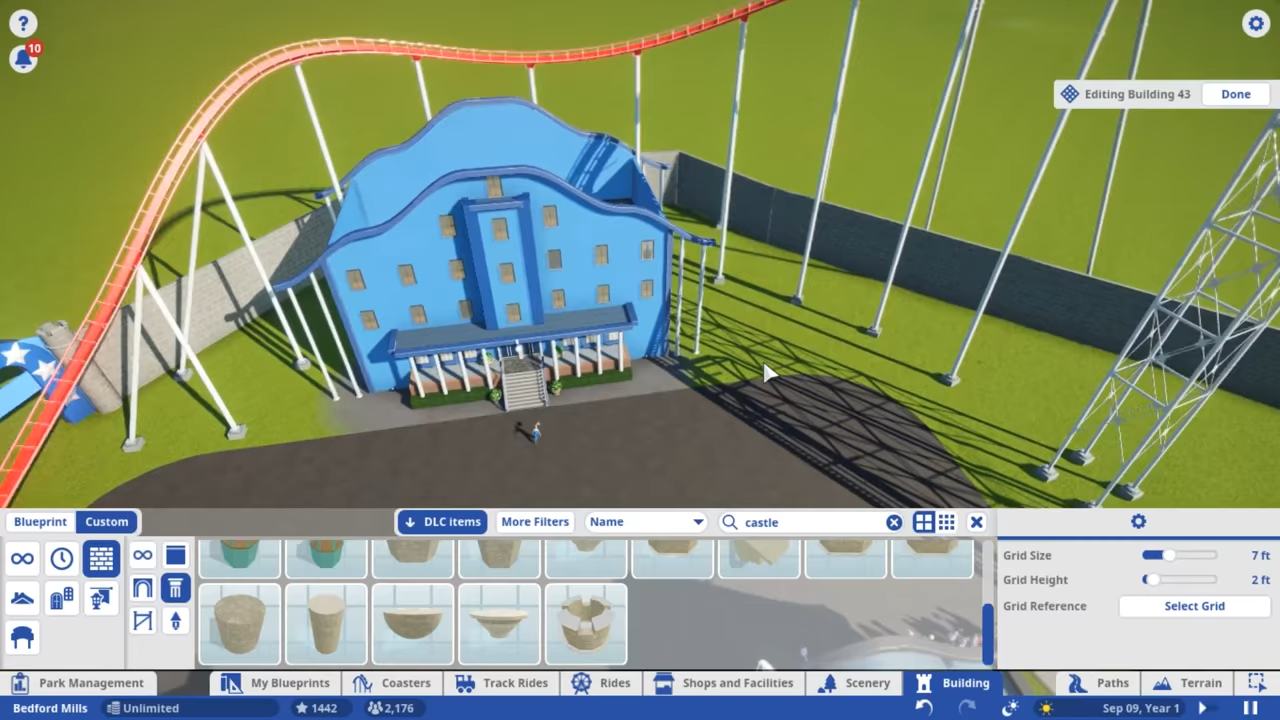 ?
10
Editing Building 43 Done
Blueprint Custom DLC items More Filters Name castle
Grid Size 7 ft
Grid Height 2 ft
Grid Reference Select Grid
Park Management My Blueprints Coasters Track Rides Rides Shops and Facilities Scenery Building Paths Terrain
Bedford Mills Unlimited 1442 2,176 Sep 09, Year 1